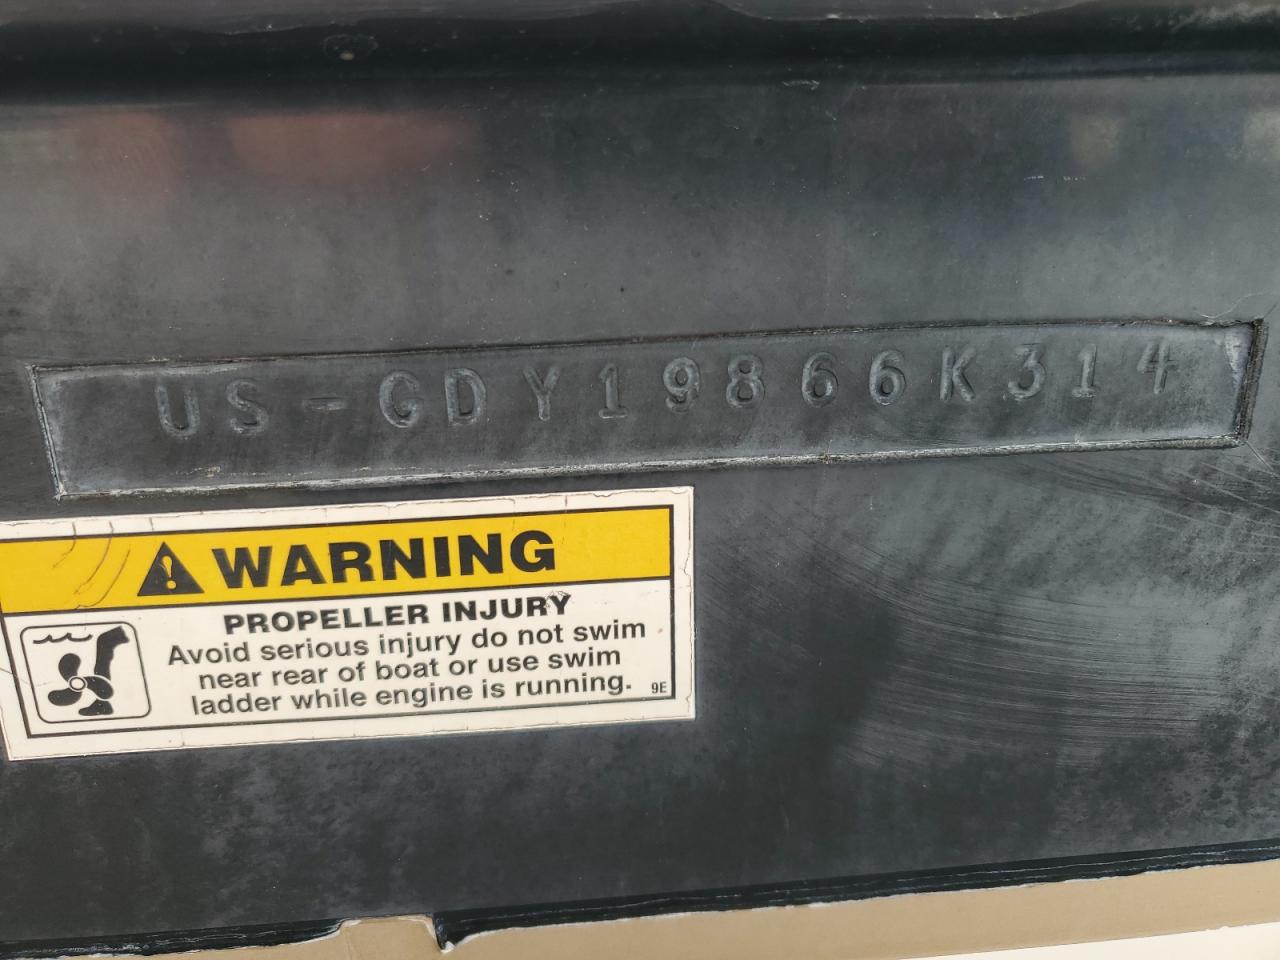 US-GDY19866K314
WARNING
PROPELLER INJURY
Avoid serious injury do not swim
near rear of boat or use swim
ladder while engine is running.
9E